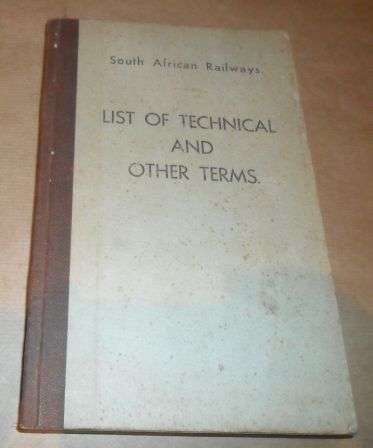 South African Railways.
LIST OF TECHNICAL
AND
OTHER TERMS.